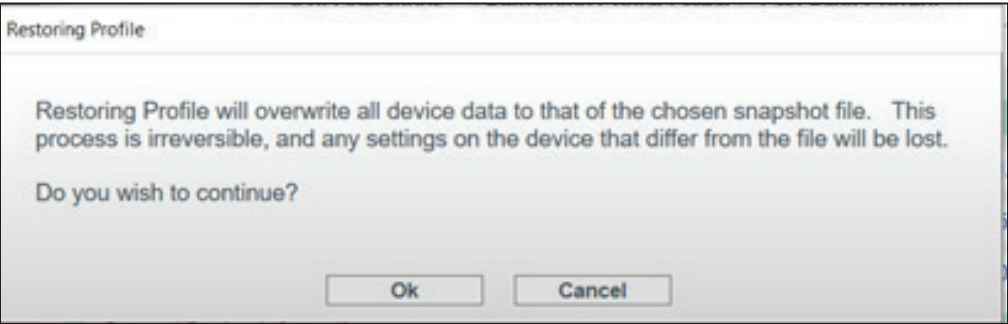 Restoring Profile
Restoring Profile will overwrite all device data to that of the chosen snapshot file. This
process is irreversible, and any settings on the device that differ from the file will be lost.
Do you wish to continue?
Ok Cancel